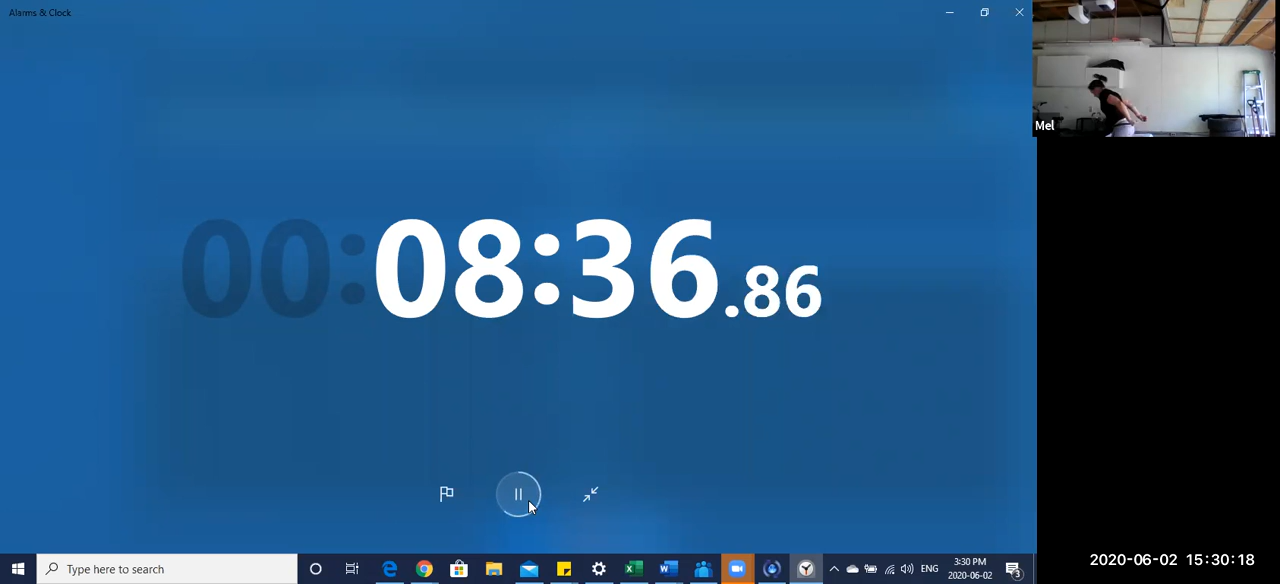 Alarms & Clock
Mel
00:08:36.86
Type here to search
ENG
3:30 PM
2020-06-02
3
2020-06-02 15:30:18